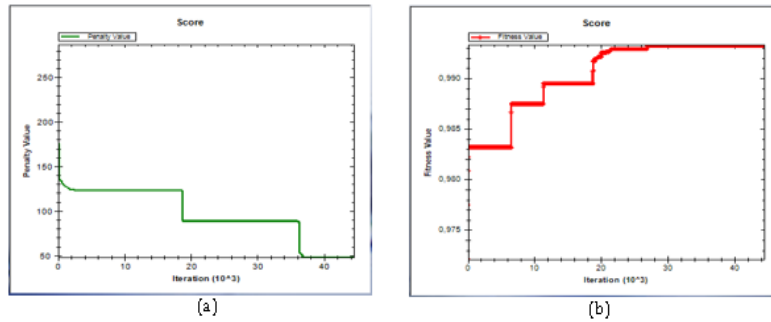 Score
Penalty Value
250
200
150
100
50
Penalty Value
0
10
20
30
40
Iteration (10^3)
(a)
Score
Fitness Value
0,990
0,985
0,980
0,975
Fitness Value
0
10
20
30
40
Iteration (10^3)
(b)